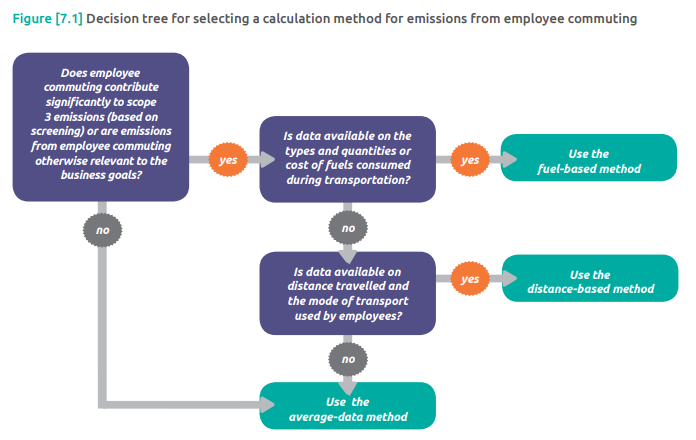 Figure [7.1] Decision tree for selecting a calculation method for emissions from employee commuting
Does employee
commuting contribute
significantly to scope
3 emissions (based on
screening) or are emissions
from employee commuting
otherwise relevant to the
business goals?
yes
Is data available on the
types and quantities or
cost of fuels consumed
during transportation?
yes
Use the
fuel-based method
no
no
Is data available on
distance travelled and
the mode of transport
used by employees?
yes
Use the
distance-based method
no
Use the
average-data method